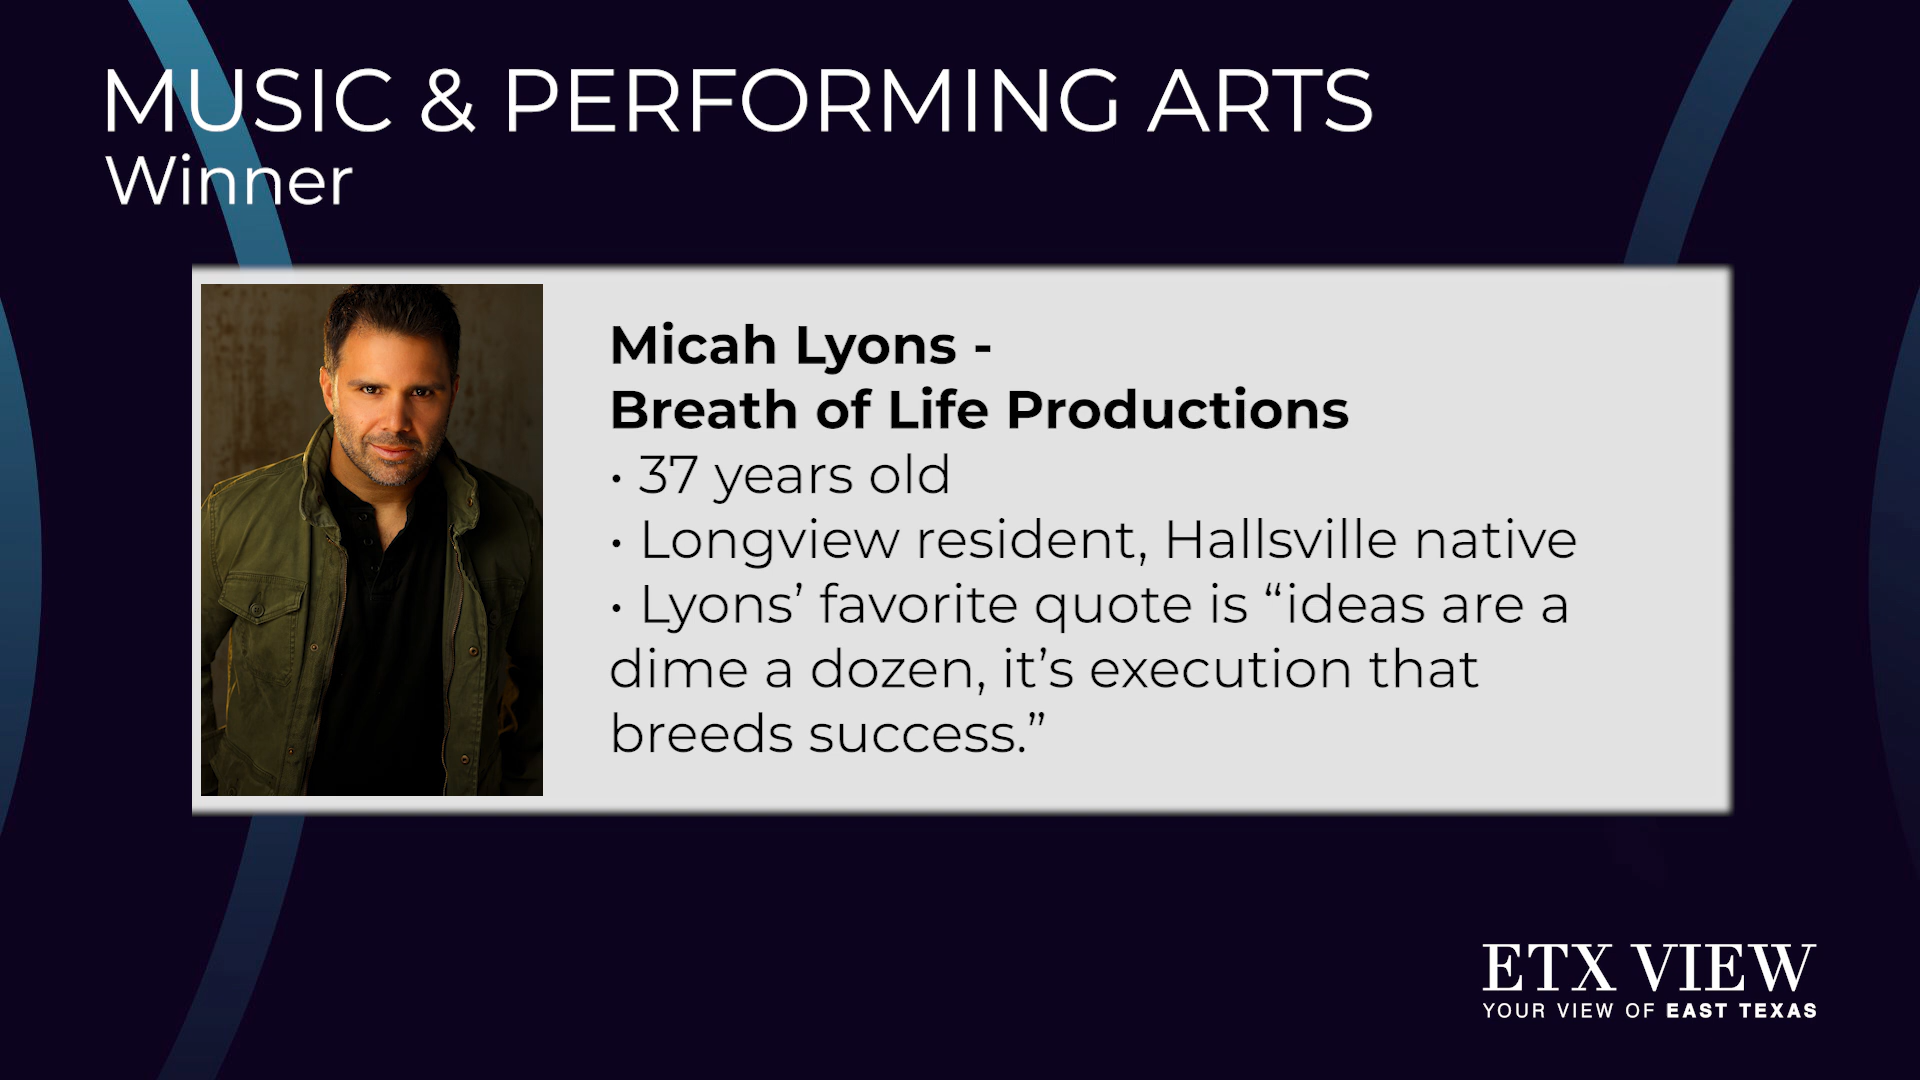 MUSIC & PERFORMING ARTS
Winner
Micah Lyons -
Breath of Life Productions
• 37 years old
• Longview resident, Hallsville native
• Lyons’ favorite quote is “ideas are a
dime a dozen, it’s execution that
breeds success.”
ETX VIEW
YOUR VIEW OF EAST TEXAS